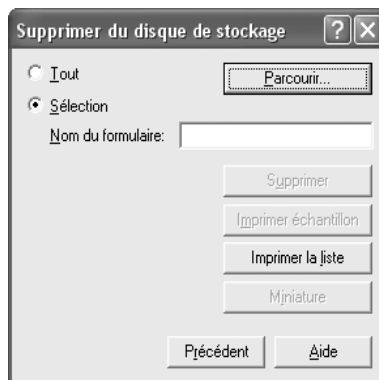 Supprimer du disque de stockage
Tout
Parcourir...
Sélection
Nom du formulaire:
Supprimer
Imprimer échantillon
Imprimer la liste
Miniature
Précédent
Aide